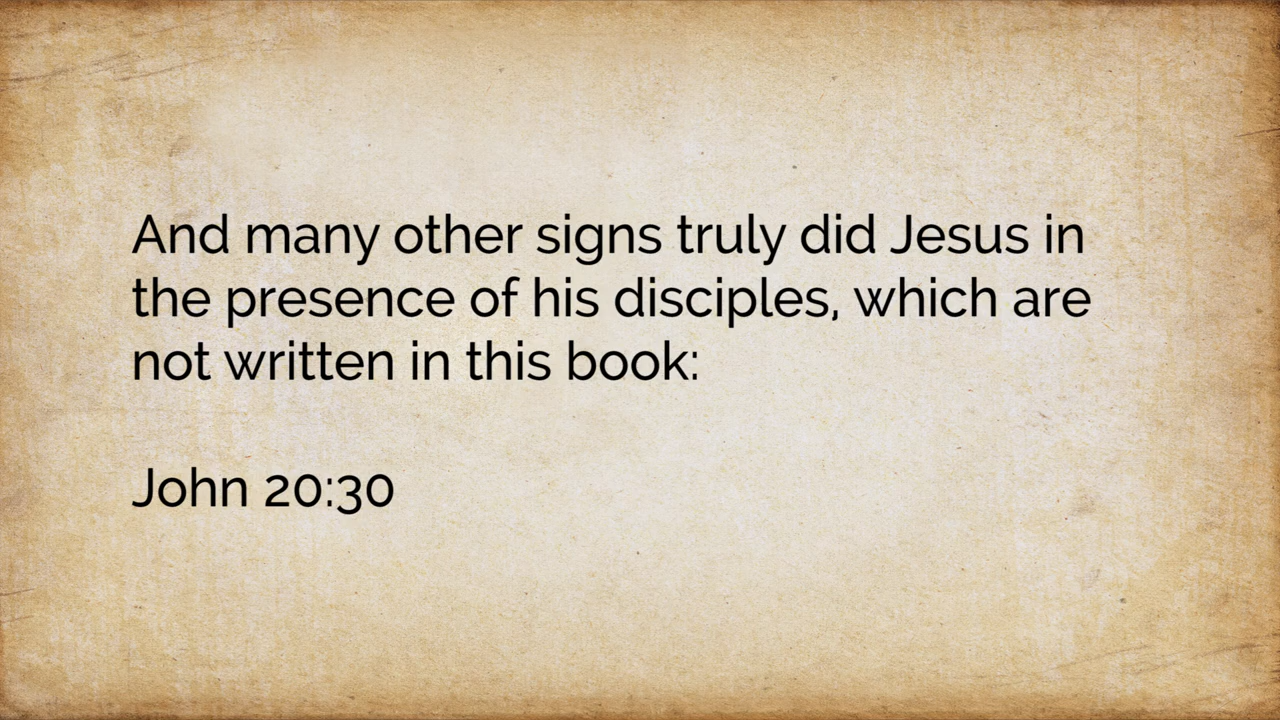 And many other signs truly did Jesus in
the presence of his disciples, which are
not written in this book:
John 20:30